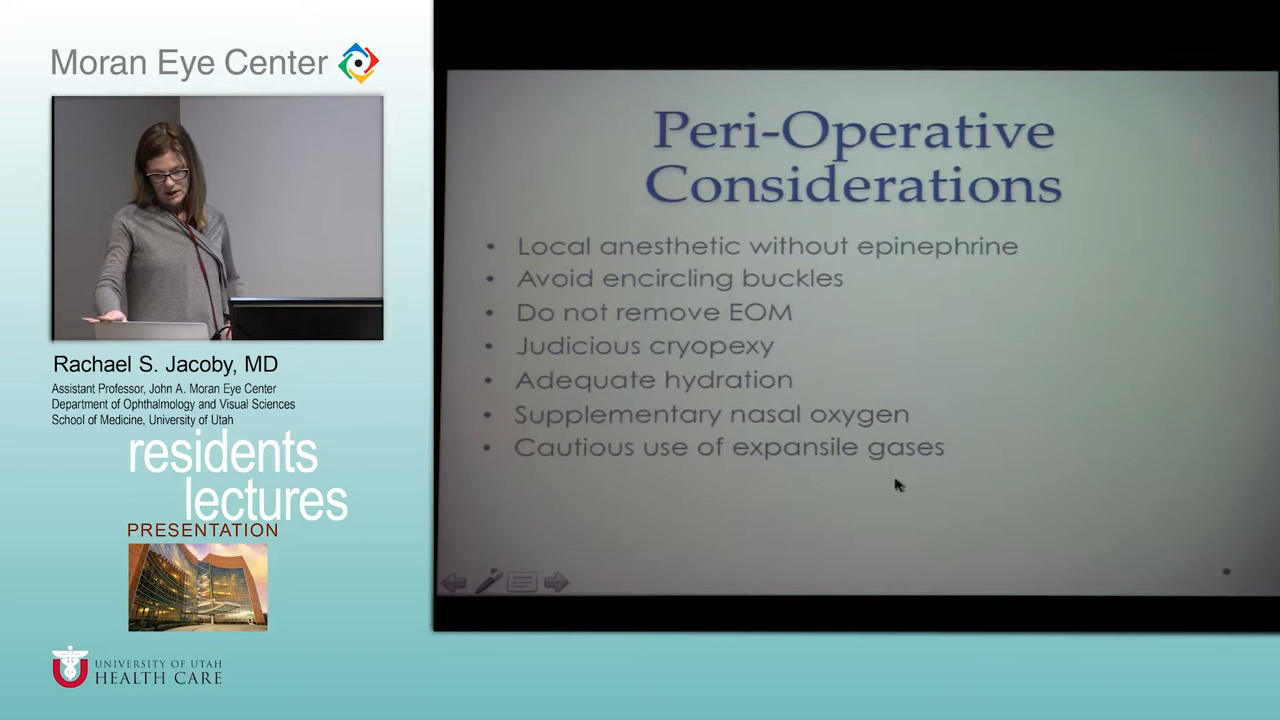 Moran Eye Center
Rachael S. Jacoby, MD
Assistant Professor, John A. Moran Eye Center
Department of Ophthalmology and Visual Sciences
School of Medicine, University of Utah
residents
lectures
PRESENTATION
UNIVERSITY OF UTAH
HEALTH CARE
Peri-Operative
Considerations
• Local anesthetic without epinephrine
• Avoid encircling buckles
• Do not remove EOM
• Judicious cryopexy
• Adequate hydration
• Supplementary nasal oxygen
• Cautious use of expansile gases